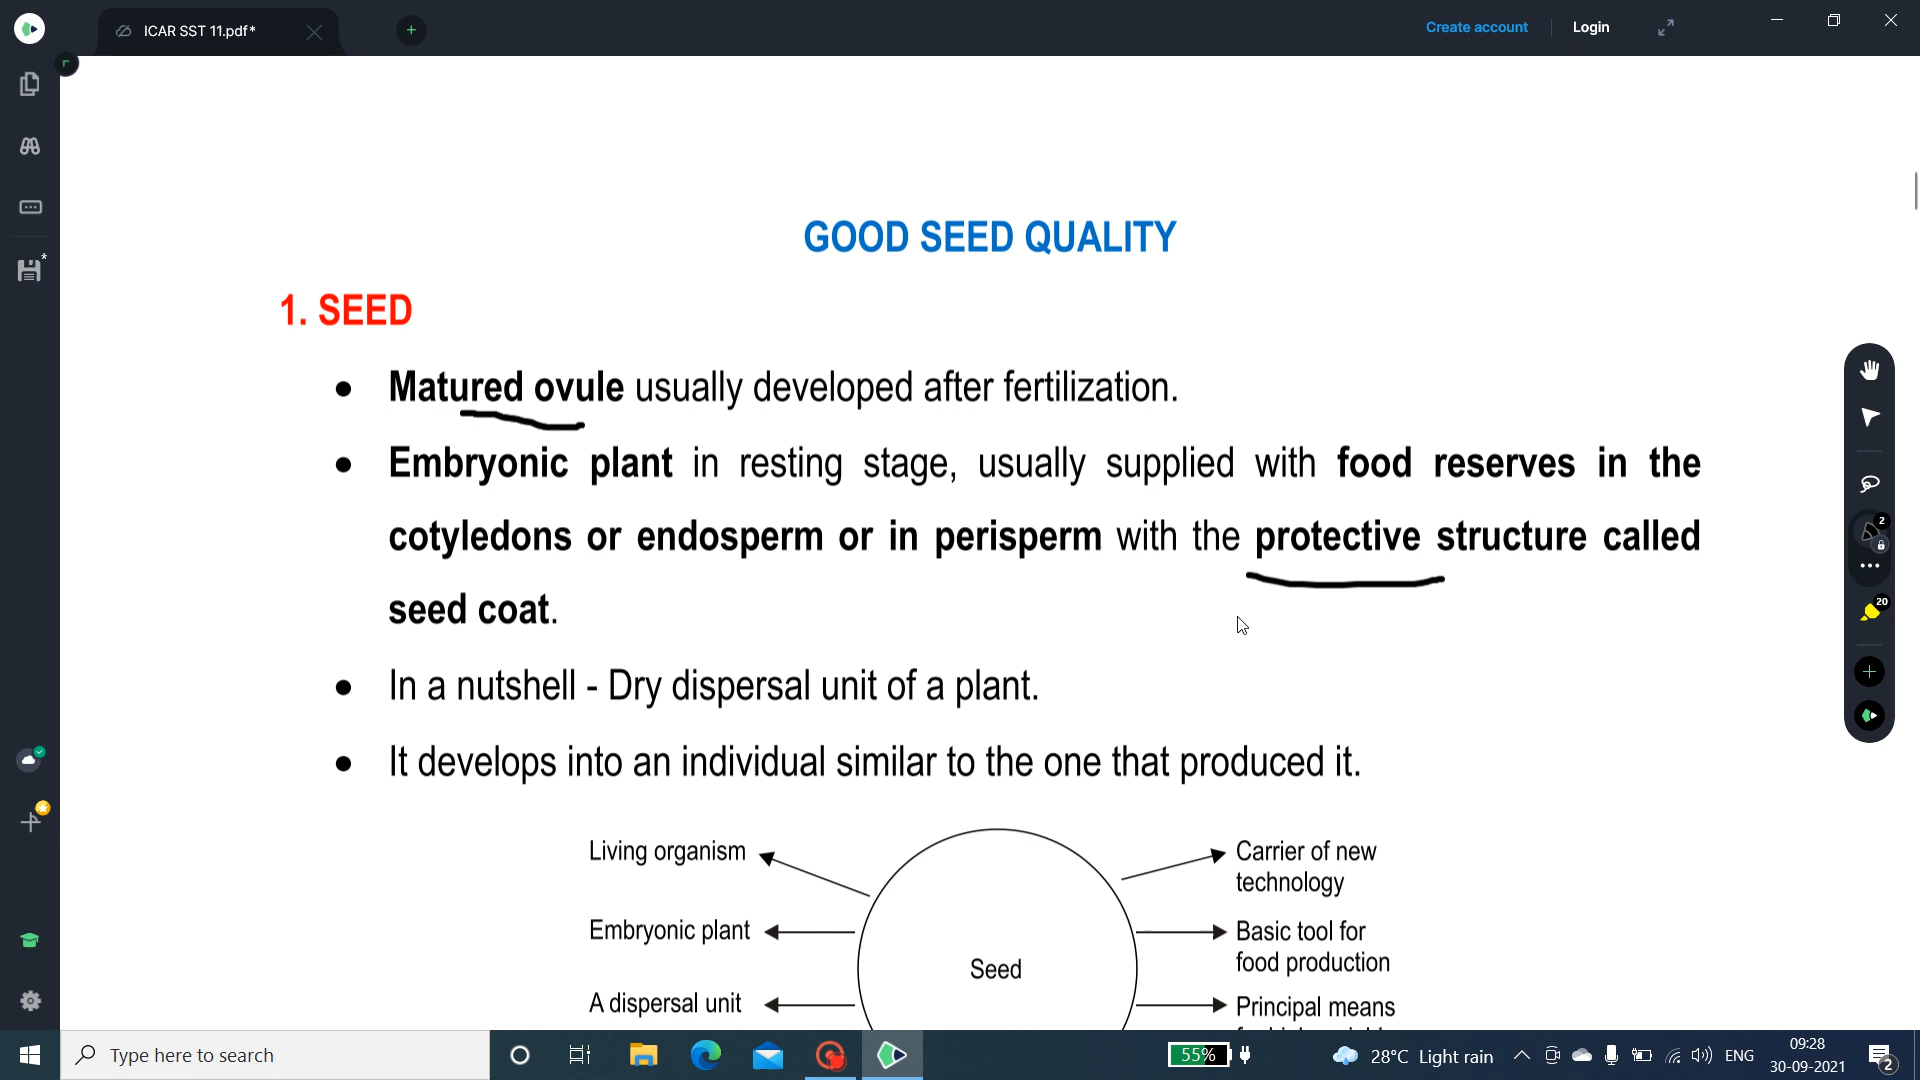 ICAR SST 11.pdf*
Create account
Login
GOOD SEED QUALITY
1. SEED
● Matured ovule usually developed after fertilization.
● Embryonic plant in resting stage, usually supplied with food reserves in the
cotyledons or endosperm or in perisperm with the protective structure called
seed coat.
● In a nutshell - Dry dispersal unit of a plant.
● It develops into an individual similar to the one that produced it.
Living organism
Embryonic plant
A dispersal unit
Seed
Carrier of new
technology
Basic tool for
food production
Principal means
2
20
Type here to search
55%
28°C Light rain
ENG
09:28
30-09-2021
2